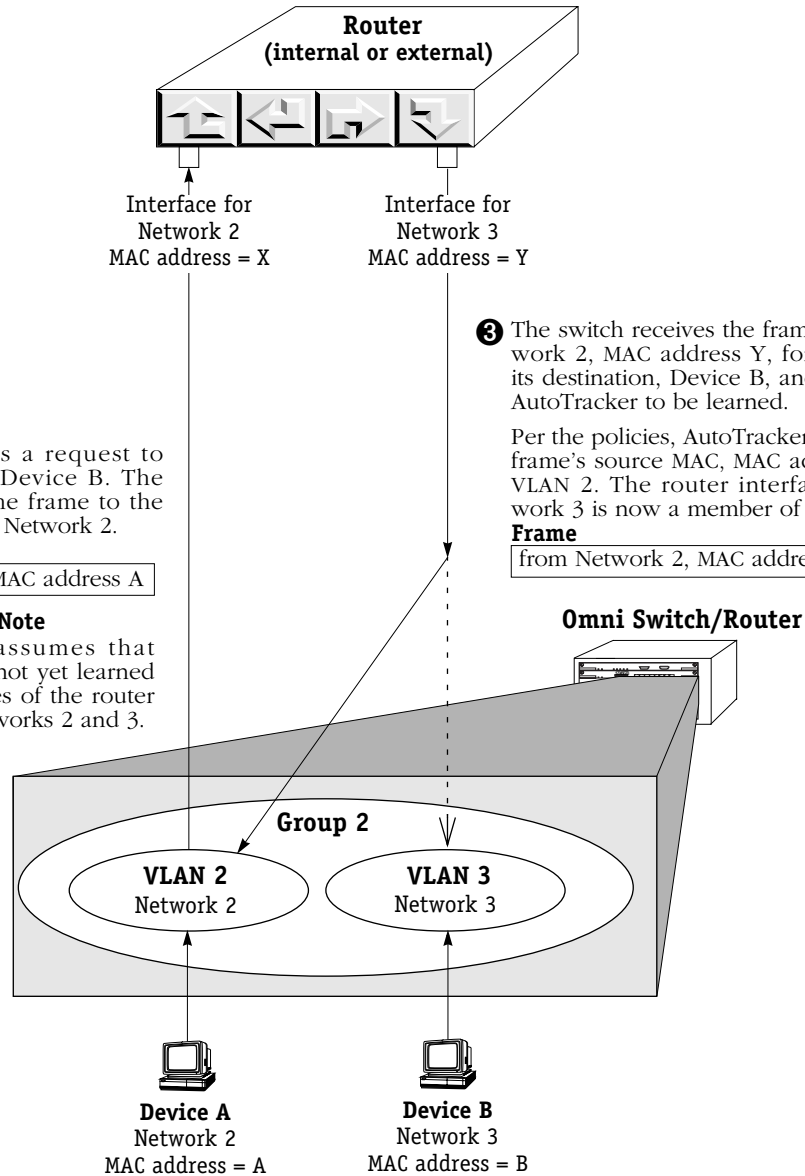 Router
(internal or external)
Interface for
Network 2
MAC address = X
Interface for
Network 3
MAC address = Y
❸ The switch receives the fram
work 2, MAC address Y, for
its destination, Device B, and
AutoTracker to be learned.
Per the policies, AutoTracker
frame's source MAC, MAC ad
VLAN 2. The router interfa
work 3 is now a member of
Frame
from Network 2, MAC addre
s a request to
Device B. The
ne frame to the
Network 2.
MAC address A
Note
assumes that
not yet learned
es of the router
works 2 and 3.
Omni Switch/Router
Group 2
VLAN 2
Network 2
VLAN 3
Network 3
Device A
Network 2
MAC address = A
Device B
Network 3
MAC address = B